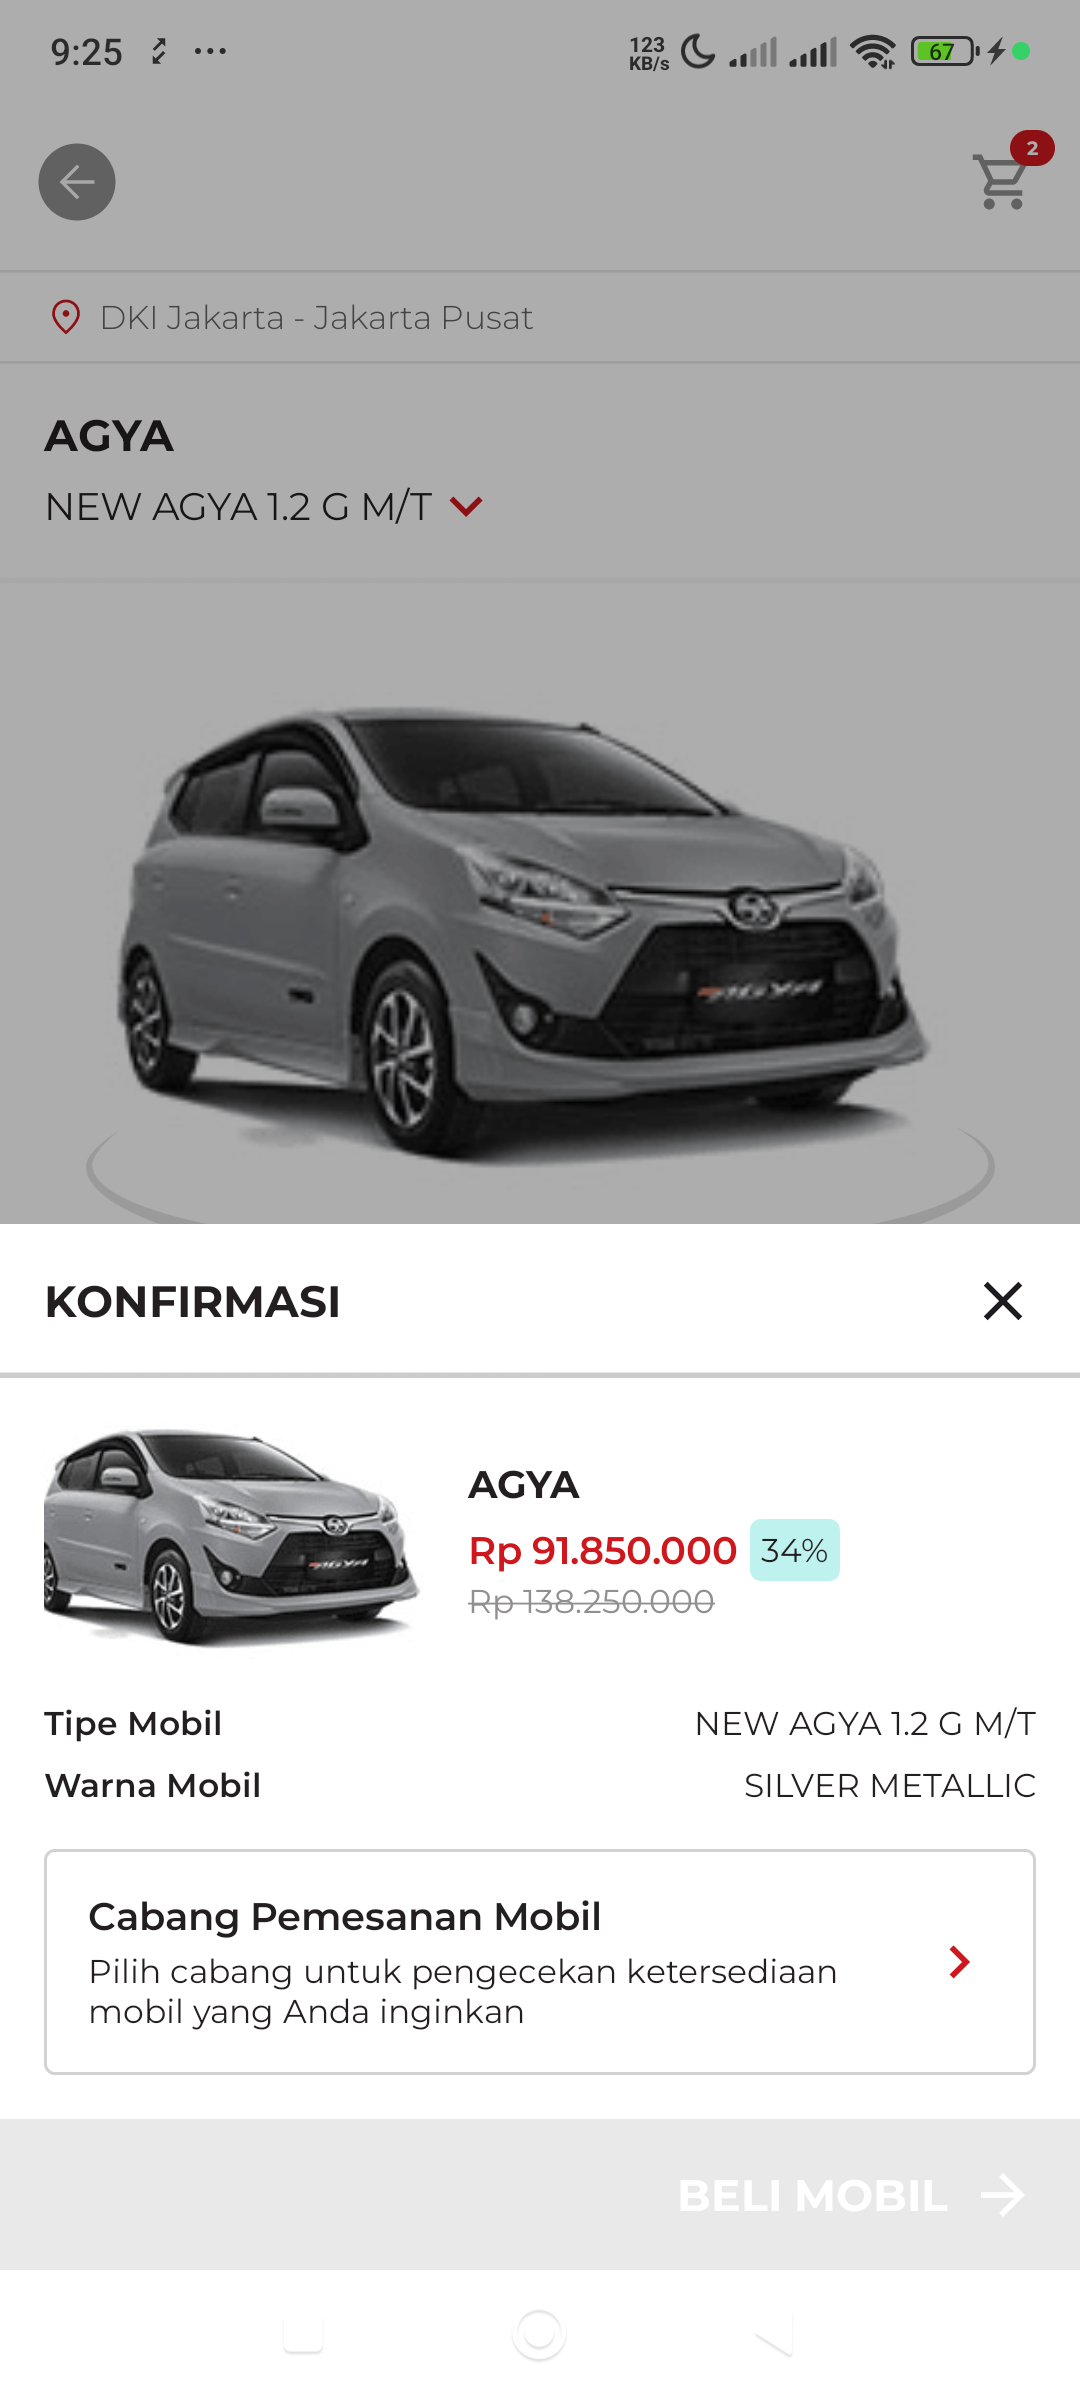 9:25
123
KB/s
67
2
DKI Jakarta - Jakarta Pusat
AGYA
NEW AGYA 1.2 G M/T
AGYA
KONFIRMASI
AGYA
AGYA
Rp 91.850.000 34%
Rp 138.250.000
Tipe Mobil NEW AGYA 1.2 G M/T
Warna Mobil SILVER METALLIC
Cabang Pemesanan Mobil
Pilih cabang untuk pengecekan ketersediaan
mobil yang Anda inginkan
BELI MOBIL